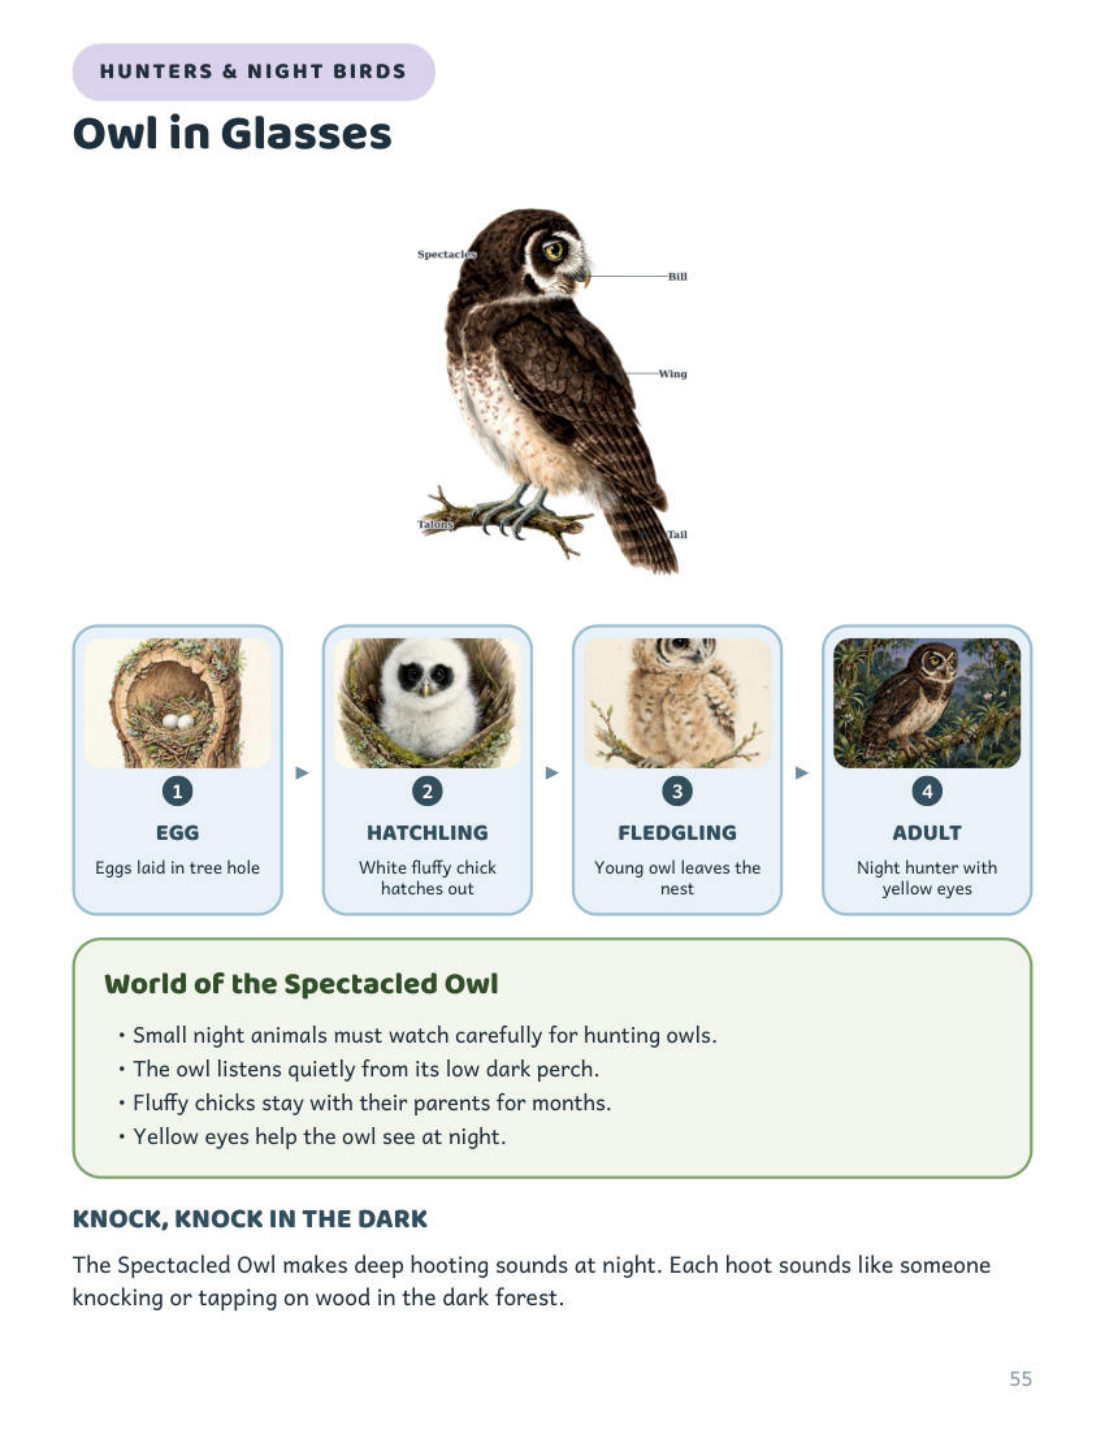 HUNTERS & NIGHT BIRDS
Owl in Glasses
Spectacles
Bill
Wing
Talons
Tail
1
EGG
Eggs laid in tree hole
2
HATCHLING
White fluffy chick
hatches out
3
FLEDGLING
Young owl leaves the
nest
4
ADULT
Night hunter with
yellow eyes
World of the Spectacled Owl
• Small night animals must watch carefully for hunting owls.
• The owl listens quietly from its low dark perch.
• Fluffy chicks stay with their parents for months.
• Yellow eyes help the owl see at night.
KNOCK, KNOCK IN THE DARK
The Spectacled Owl makes deep hooting sounds at night. Each hoot sounds like someone
knocking or tapping on wood in the dark forest.
55